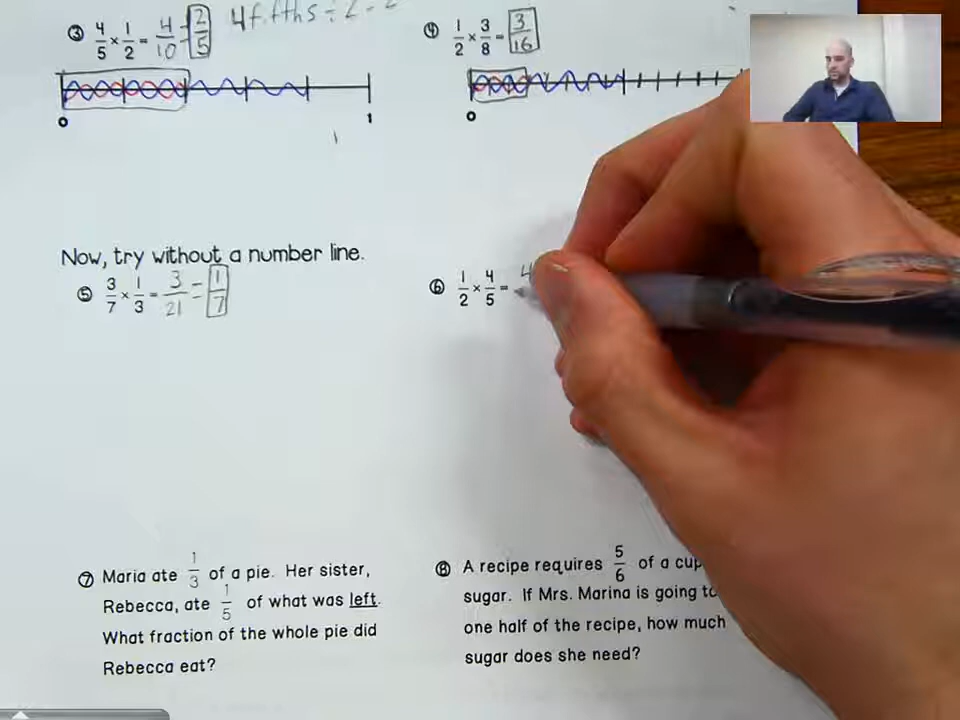 ③ 4/5 × 1/2 = 4/10 = 2/5
4 fifths ÷ 2 = 2
0 1
④ 1/2 × 3/8 = 3/16
0
Now, try without a number line.
⑤ 3/7 × 1/3 = 3/21 = 1/7
⑥ 1/2 × 4/5 = 4
⑦ Maria ate 1/3 of a pie. Her sister,
Rebecca, ate 1/5 of what was left.
What fraction of the whole pie did
Rebecca eat?
⑧ A recipe requires 5/6 of a cup
sugar. If Mrs. Marina is going to
one half of the recipe, how much
sugar does she need?